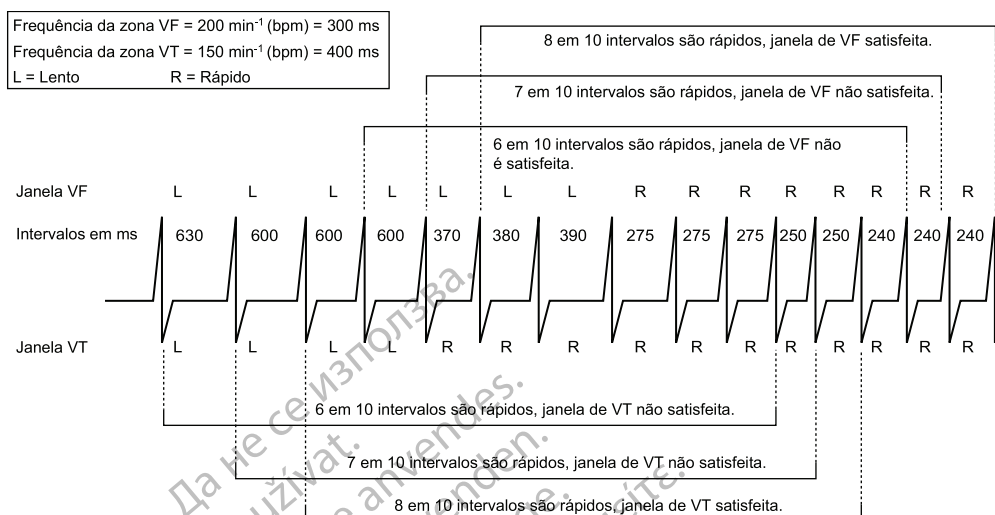 Frequência da zona VF = 200 min⁻¹ (bpm) = 300 ms
Frequência da zona VT = 150 min⁻¹ (bpm) = 400 ms
L = Lento R = Rápido
8 em 10 intervalos são rápidos, janela de VF satisfeita.
7 em 10 intervalos são rápidos, janela de VF não satisfeita.
6 em 10 intervalos são rápidos, janela de VF não
é satisfeita.
Janela VF L L L L L L L R R R R R R R R
Intervalos em ms 630 600 600 600 370 380 390 275 275 275 250 250 240 240 240
Janela VT L L L L R R R R R R R R R R R
6 em 10 intervalos são rápidos, janela de VT não satisfeita.
7 em 10 intervalos são rápidos, janela de VT não satisfeita.
8 em 10 intervalos são rápidos, janela de VT satisfeita.
Да не се използва.